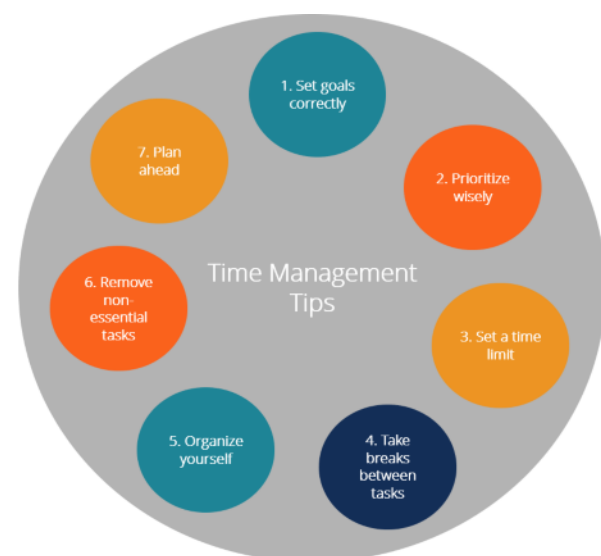 1. Set goals
correctly
2. Prioritize
wisely
3. Set a time
limit
4. Take
breaks
between
tasks
5. Organize
yourself
6. Remove
non-
essential
tasks
7. Plan
ahead
Time Management
Tips